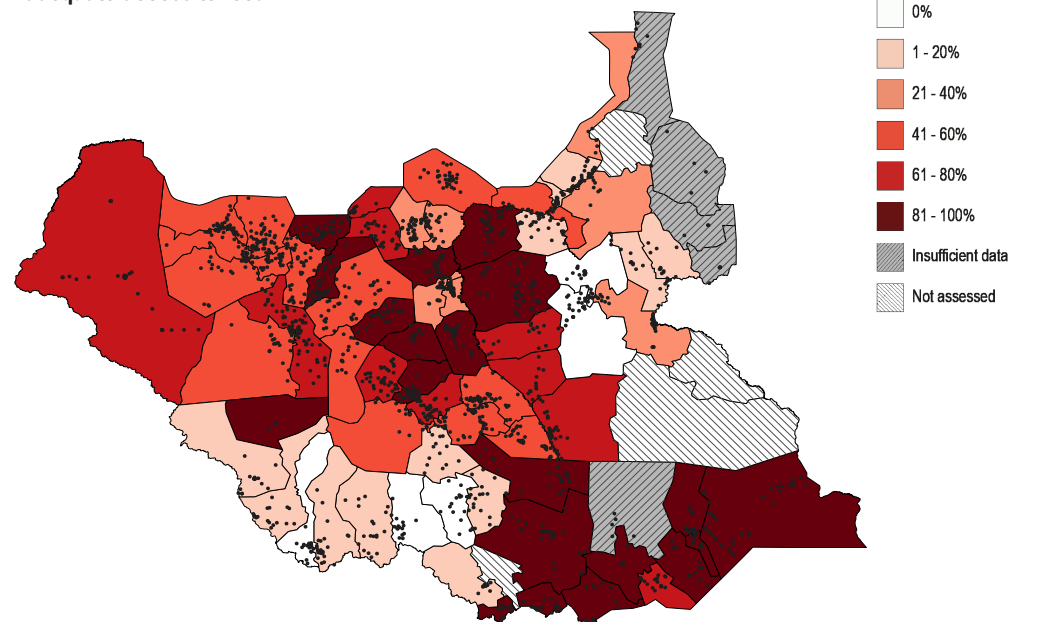 0%
1 - 20%
21 - 40%
41 - 60%
61 - 80%
81 - 100%
Insufficient data
Not assessed